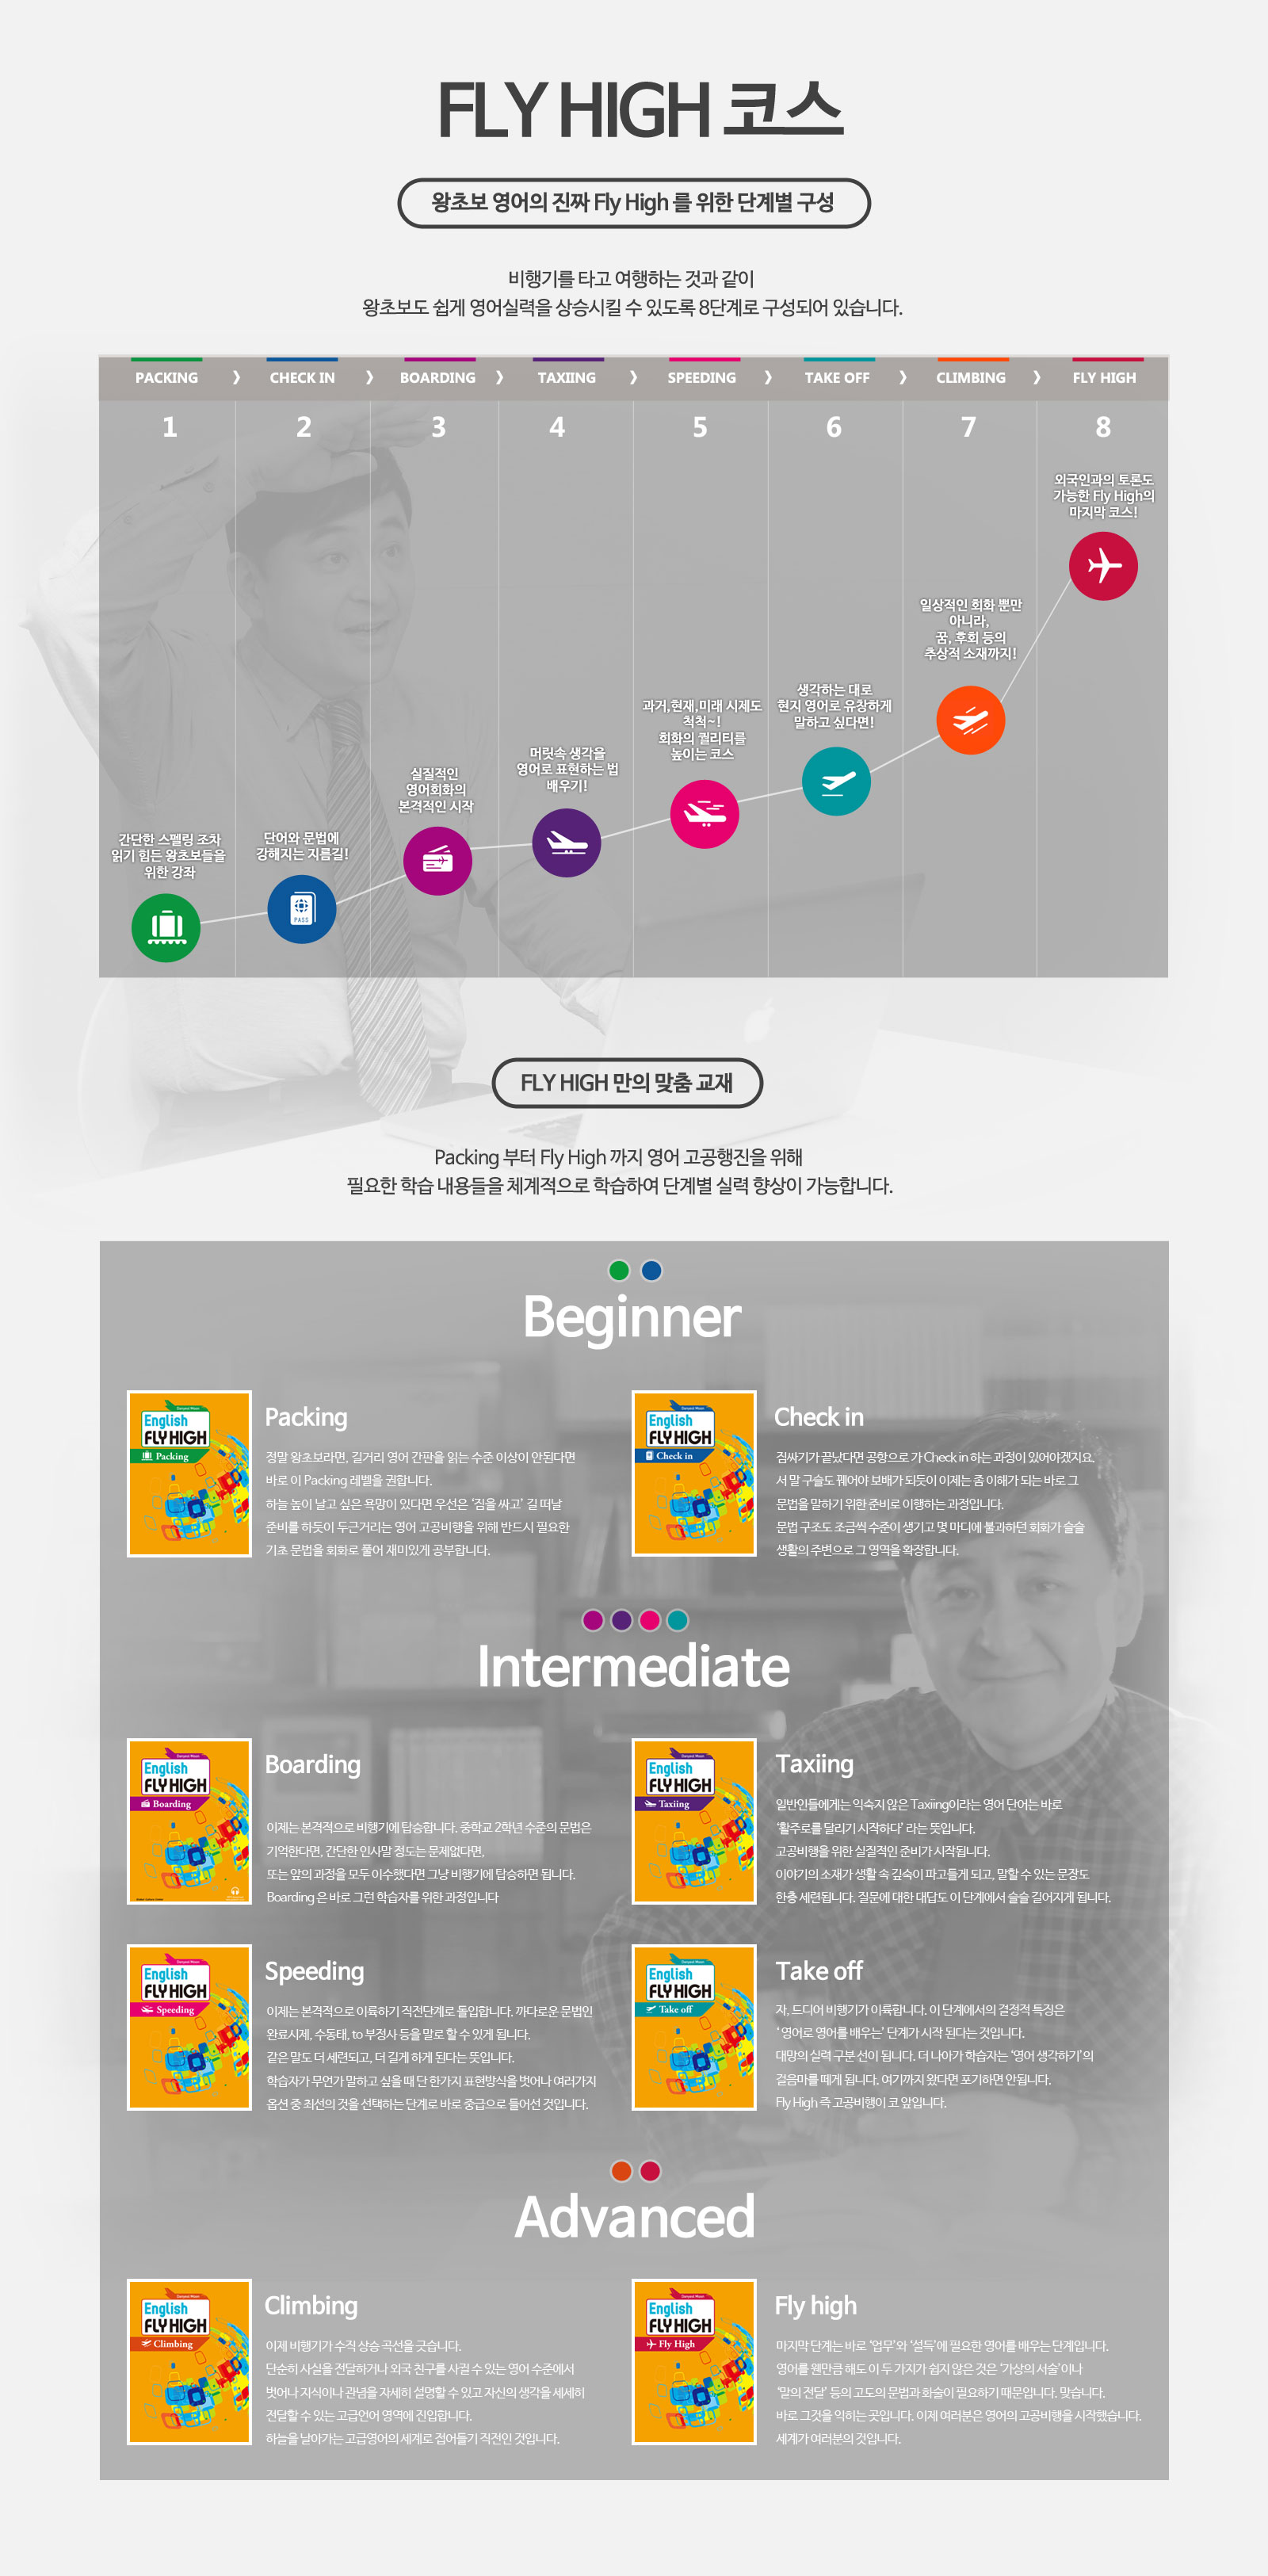 FLY HIGH 코스
왕초보 영어의 진짜 Fly High 를 위한 단계별 구성
비행기를 타고 여행하는 것과 같이
왕초보도 쉽게 영어실력을 상승시킬 수 있도록 8단계로 구성되어 있습니다.
PACKING 》 CHECK IN 》 BOARDING 》 TAXIING 》 SPEEDING 》 TAKE OFF 》 CLIMBING 》 FLY HIGH
1 2 3 4 5 6 7 8
간단한 스펠링 조차
읽기 힘든 왕초보들을
위한 강좌
단어와 문법에
강해지는 지름길!
PASS
실질적인
영어회화의
본격적인 시작
머릿속 생각을
영어로 표현하는 법
배우기!
과거,현재,미래 시제도
척척~!
회화의 퀄리티를
높이는 코스
생각하는 대로
현지 영어로 유창하게
말하고 싶다면!
일상적인 회화 뿐만
아니라,
꿈, 후회 등의
추상적 소재까지!
외국인과의 토론도
가능한 Fly High의
마지막 코스!
FLY HIGH 만의 맞춤 교재
Packing 부터 Fly High 까지 영어 고공행진을 위해
필요한 학습 내용들을 체계적으로 학습하여 단계별 실력 향상이 가능합니다.
Beginner
English
FLY HIGH
Packing
Packing
정말 왕초보라면, 길거리 영어 간판을 읽는 수준 이상이 안된다면
바로 이 Packing 레벨을 권합니다.
하늘 높이 날고 싶은 욕망이 있다면 우선은 ‘짐을 싸고’ 길 떠날
준비를 하듯이 두근거리는 영어 고공비행을 위해 반드시 필요한
기초 문법을 회화로 풀어 재미있게 공부합니다.
English
FLY HIGH
Check in
Check in
짐싸기가 끝났다면 공항으로 가 Check in 하는 과정이 있어야겠지요.
서 말 구슬도 꿰어야 보배가 되듯이 이제는 좀 이해가 되는 바로 그
문법을 말하기 위한 준비로 이행하는 과정입니다.
문법 구조도 조금씩 수준이 생기고 몇 마디에 불과하던 회화가 슬슬
생활의 주변으로 그 영역을 확장합니다.
Intermediate
English
FLY HIGH
Boarding
Boarding
이제는 본격적으로 비행기에 탑승합니다. 중학교 2학년 수준의 문법은
기억한다면, 간단한 인사말 정도는 문제없다면,
또는 앞의 과정을 모두 이수했다면 그냥 비행기에 탑승하면 됩니다.
Boarding 은 바로 그런 학습자를 위한 과정입니다
English
FLY HIGH
Taxiing
Taxiing
일반인들에게는 익숙지 않은 Taxiing이라는 영어 단어는 바로
‘활주로를 달리기 시작하다’ 라는 뜻입니다.
고공비행을 위한 실질적인 준비가 시작됩니다.
이야기의 소재가 생활 속 깊숙이 파고들게 되고, 말할 수 있는 문장도
한층 세련됩니다. 질문에 대한 대답도 이 단계에서 슬슬 길어지게 됩니다.
English
FLY HIGH
Speeding
Speeding
이제는 본격적으로 이륙하기 직전단계로 돌입합니다. 까다로운 문법인
완료시제, 수동태, to 부정사 등을 말로 할 수 있게 됩니다.
같은 말도 더 세련되고, 더 길게 하게 된다는 뜻입니다.
학습자가 무언가 말하고 싶을 때 단 한가지 표현방식을 벗어나 여러가지
옵션 중 최선의 것을 선택하는 단계로 바로 중급으로 들어선 것입니다.
English
FLY HIGH
Take off
Take off
자, 드디어 비행기가 이륙합니다. 이 단계에서의 결정적 특징은
‘ 영어로 영어를 배우는’ 단계가 시작 된다는 것입니다.
대망의 실력 구분 선이 됩니다. 더 나아가 학습자는 ‘영어 생각하기’의
걸음마를 떼게 됩니다. 여기까지 왔다면 포기하면 안됩니다.
Fly High 즉 고공비행이 코 앞입니다.
Advanced
English
FLY HIGH
Climbing
Climbing
이제 비행기가 수직 상승 곡선을 긋습니다.
단순히 사실을 전달하거나 외국 친구를 사귈 수 있는 영어 수준에서
벗어나 지식이나 관념을 자세히 설명할 수 있고 자신의 생각을 세세히
전달할 수 있는 고급언어 영역에 진입합니다.
하늘을 날아가는 고급영어의 세계로 접어들기 직전인 것입니다.
English
FLY HIGH
Fly High
Fly high
마지막 단계는 바로 ‘업무’와 ‘설득’에 필요한 영어를 배우는 단계입니다.
영어를 웬만큼 해도 이 두 가지가 쉽지 않은 것은 ‘가상의 서술’이나
‘말의 전달’ 등의 고도의 문법과 화술이 필요하기 때문입니다. 맞습니다.
바로 그것을 익히는 곳입니다. 이제 여러분은 영어의 고공비행을 시작했습니다.
세계가 여러분의 것입니다.